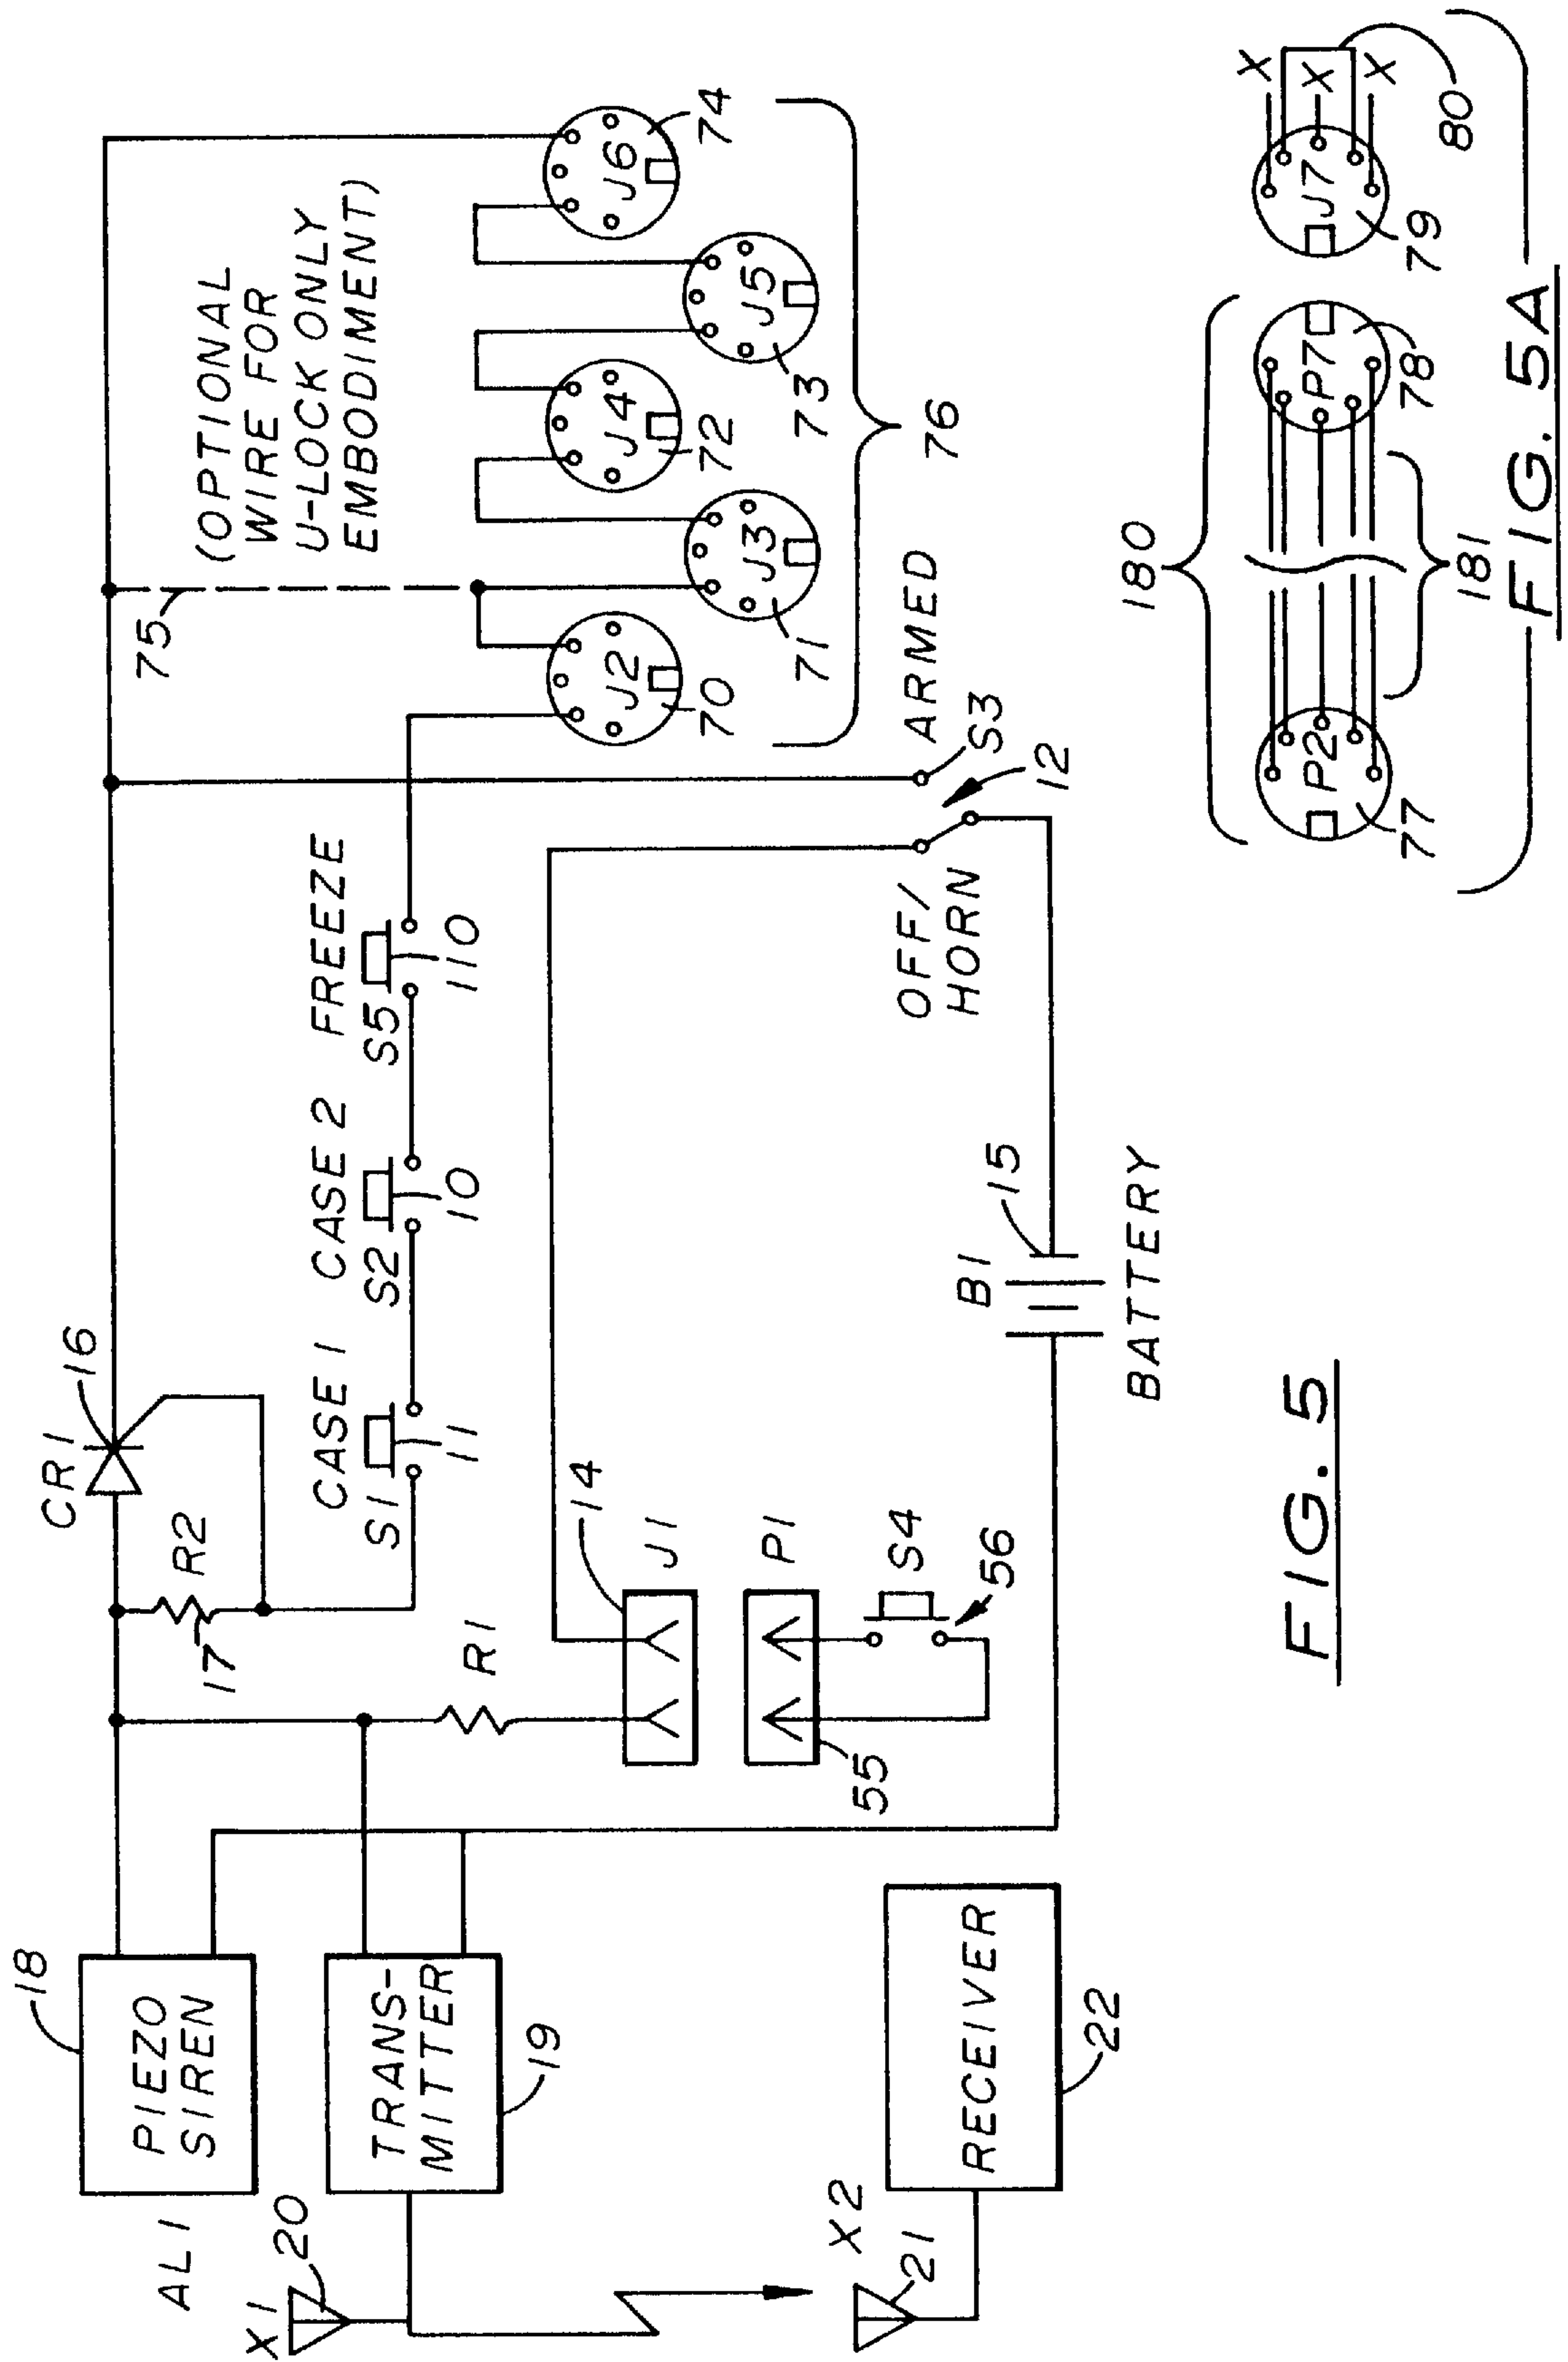 18
PIEZO
SIREN
AL1
X1
20
TRANS-
MITTER
19
X2
21
RECEIVER
22
CR1
16
R2
17
R1
CASE 1
S1
11
CASE 2
S2
10
FREEZE
S5
110
14
J1
P1
55
S4
56
B1
15
BATTERY
OFF/
HORN
ARMED
S3
12
75
(OPTIONAL
WIRE FOR
U-LOCK ONLY
EMBODIMENT)
J2
70
J3
71
J4
72
J5
73
J6
74
76
FIG. 5
180
P2
77
181
P7
78
J7
79
X
X
X
80
FIG. 5A